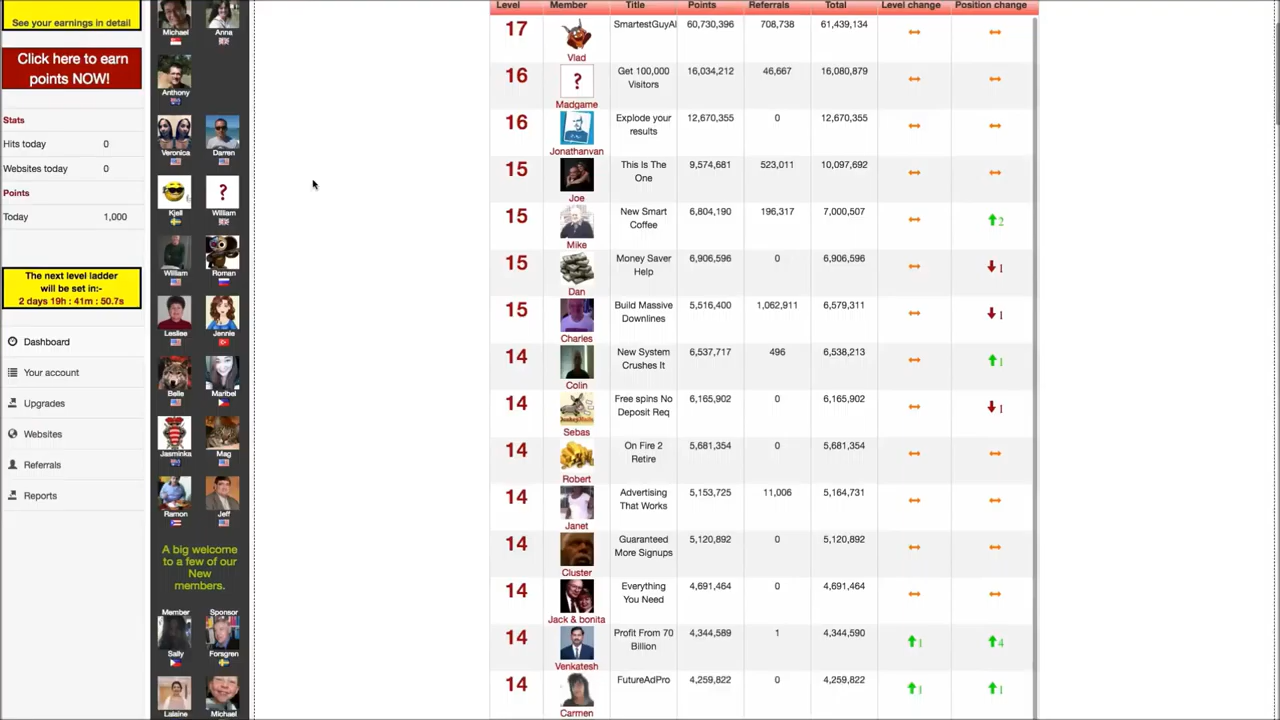 See your earnings in detail
Click here to earn
points NOW!
Stats
Hits today 0
Websites today 0
Points
Today 1,000
The next level ladder
will be set in:-
2 days 19h : 41m : 50.7s
Dashboard
Your account
Upgrades
Websites
Referrals
Reports
Michael Anna
Anthony
Veronica Darren
?
Kjell William
William Roman
Leslee Jennie
Belle Maribel
Jasminka Mag
Ramon Jeff
A big welcome
to a few of our
New
members.
Member Sponsor
Sally Forsgren
Lalaine Michael
Level Member Title Points Referrals Total Level change Position change
17 SmartestGuyAl 60,730,396 708,738 61,439,134
Vlad
16 ? Get 100,000 16,034,212 46,667 16,080,879
Visitors
Madgame
16 Explode your 12,670,355 0 12,670,355
results
Jonathanvan
15 This Is The 9,574,681 523,011 10,097,692
One
Joe
15 New Smart 6,804,190 196,317 7,000,507 2
Coffee
Mike
15 Money Saver 6,906,596 0 6,906,596 1
Help
Dan
15 Build Massive 5,516,400 1,062,911 6,579,311 1
Downlines
Charles
14 New System 6,537,717 496 6,538,213 1
Crushes It
Colin
14 Free spins No 6,165,902 0 6,165,902 1
Deposit Req
Sebas
14 On Fire 2 5,681,354 0 5,681,354
Retire
Robert
14 Advertising 5,153,725 11,006 5,164,731
That Works
Janet
14 Guaranteed 5,120,892 0 5,120,892
More Signups
Cluster
14 Everything 4,691,464 0 4,691,464
You Need
Jack & bonita
14 Profit From 70 4,344,589 1 4,344,590 1 4
Billion
Venkatesh
14 FutureAdPro 4,259,822 0 4,259,822 1 1
Carmen